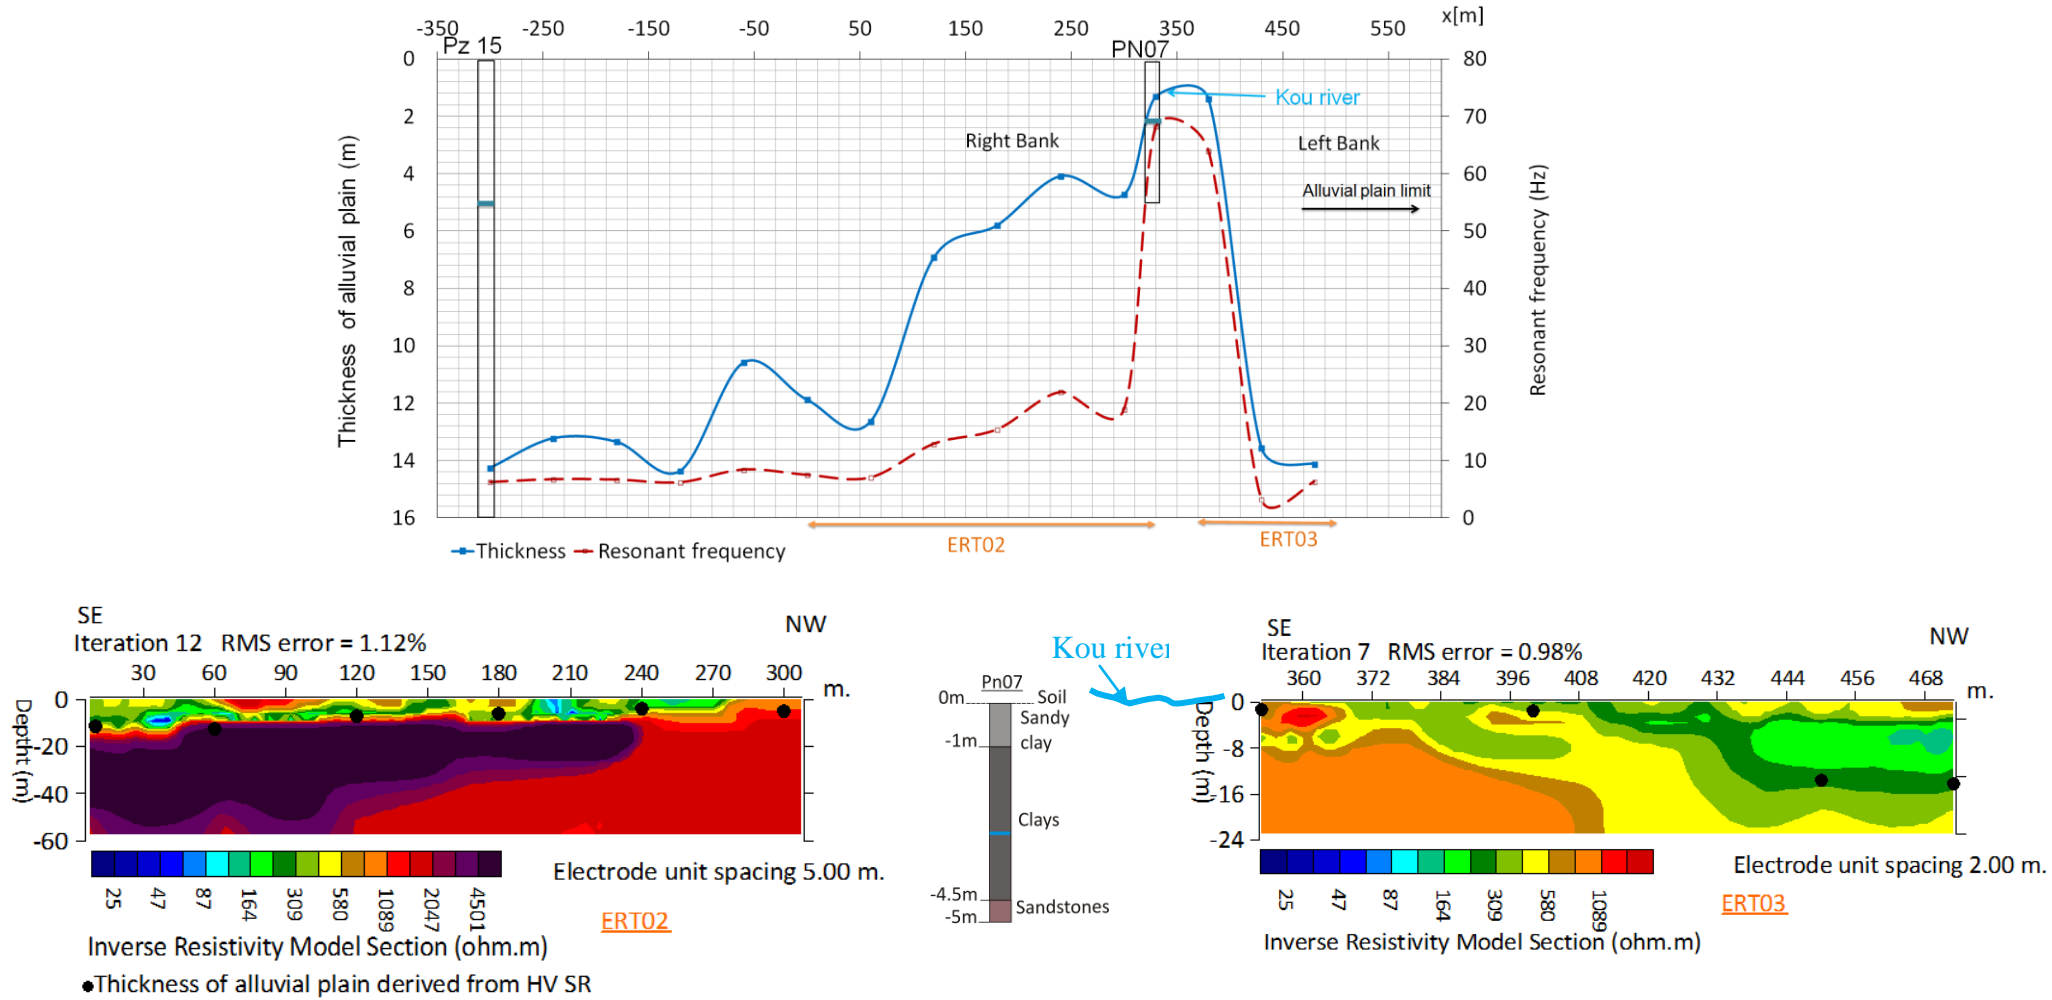 x[m]
-350 -250 -150 -50 50 150 250 350 450 550
Pz 15
PN07
0 2 4 6 8 10 12 14 16
80 70 60 50 40 30 20 10 0
Thickness of alluvial plain (m)
Resonant frequency (Hz)
Kou river
Right Bank
Left Bank
Alluvial plain limit
Thickness
Resonant frequency
ERT02
ERT03
SE
NW
Iteration 12 RMS error = 1.12%
30 60 90 120 150 180 210 240 270 300 m.
Depht (m)
0
-20
-40
-60
25 47 87 164 309 580 1089 2047 4501
Electrode unit spacing 5.00 m.
ERT02
Inverse Resistivity Model Section (ohm.m)
Thickness of alluvial plain derived from HV SR
Kou river
Pn07
0m
Soil
Sandy
clay
-1m
Clays
-4.5m
-5m
Sandstones
SE
NW
Iteration 7 RMS error = 0.98%
360 372 384 396 408 420 432 444 456 468 m.
Depht (m)
0
-8
-16
-24
25 47 87 164 309 580 1089
Electrode unit spacing 2.00 m.
ERT03
Inverse Resistivity Model Section (ohm.m)